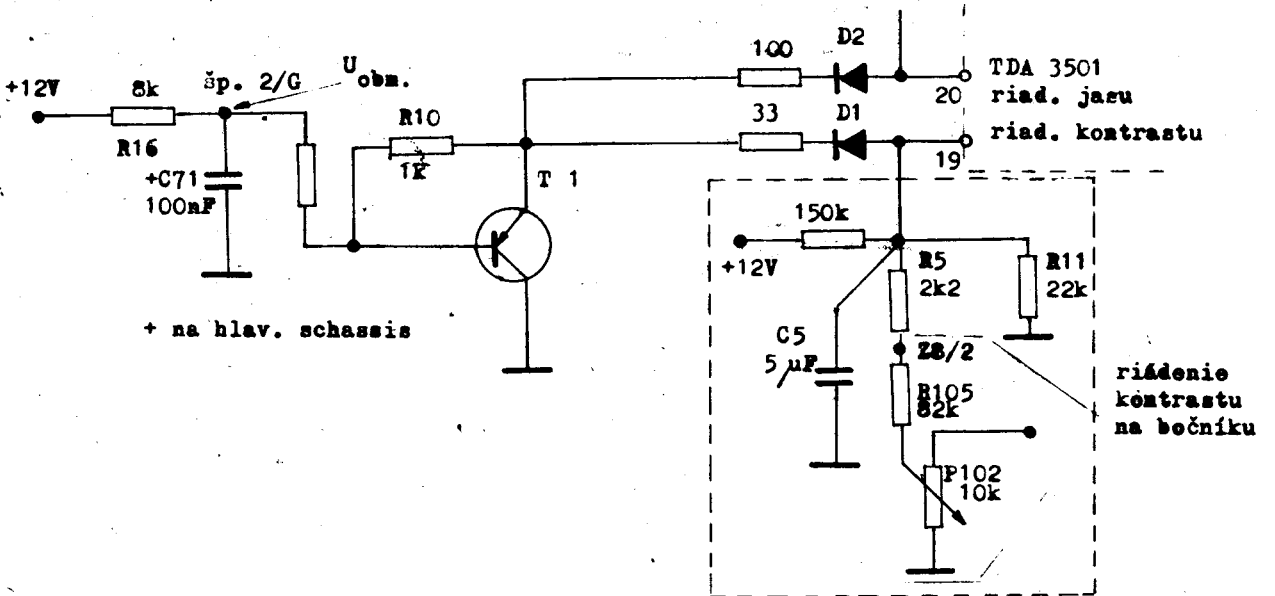 +12V
8k
R16
šp. 2/G
U obm.
+C71
100nF
R10
1k
T 1
100
D2
33
D1
20
TDA 3501
riad. jasu
19
riad. kontrastu
150k
+12V
R5
2k2
R11
22k
C5
5µF
Z8/2
R105
82k
P102
10k
riádenie
kontrastu
na bočníku
+ na hlav. schassis